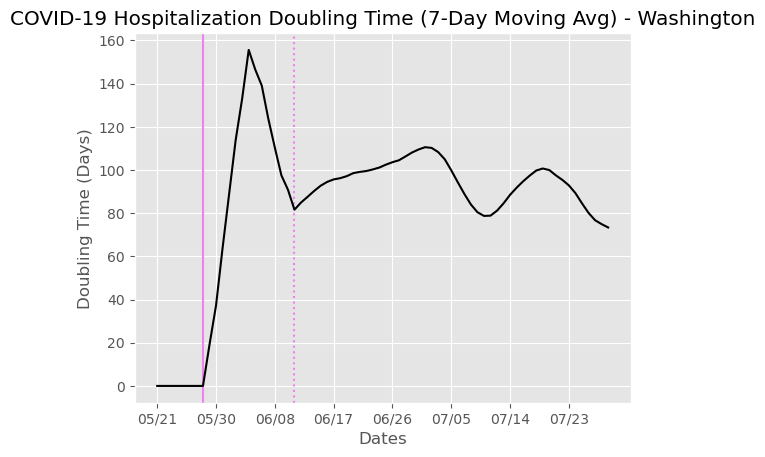 COVID-19 Hospitalization Doubling Time (7-Day Moving Avg) - Washington
160
140
120
100
80
60
40
20
0
Doubling Time (Days)
05/21 05/30 06/08 06/17 06/26 07/05 07/14 07/23
Dates